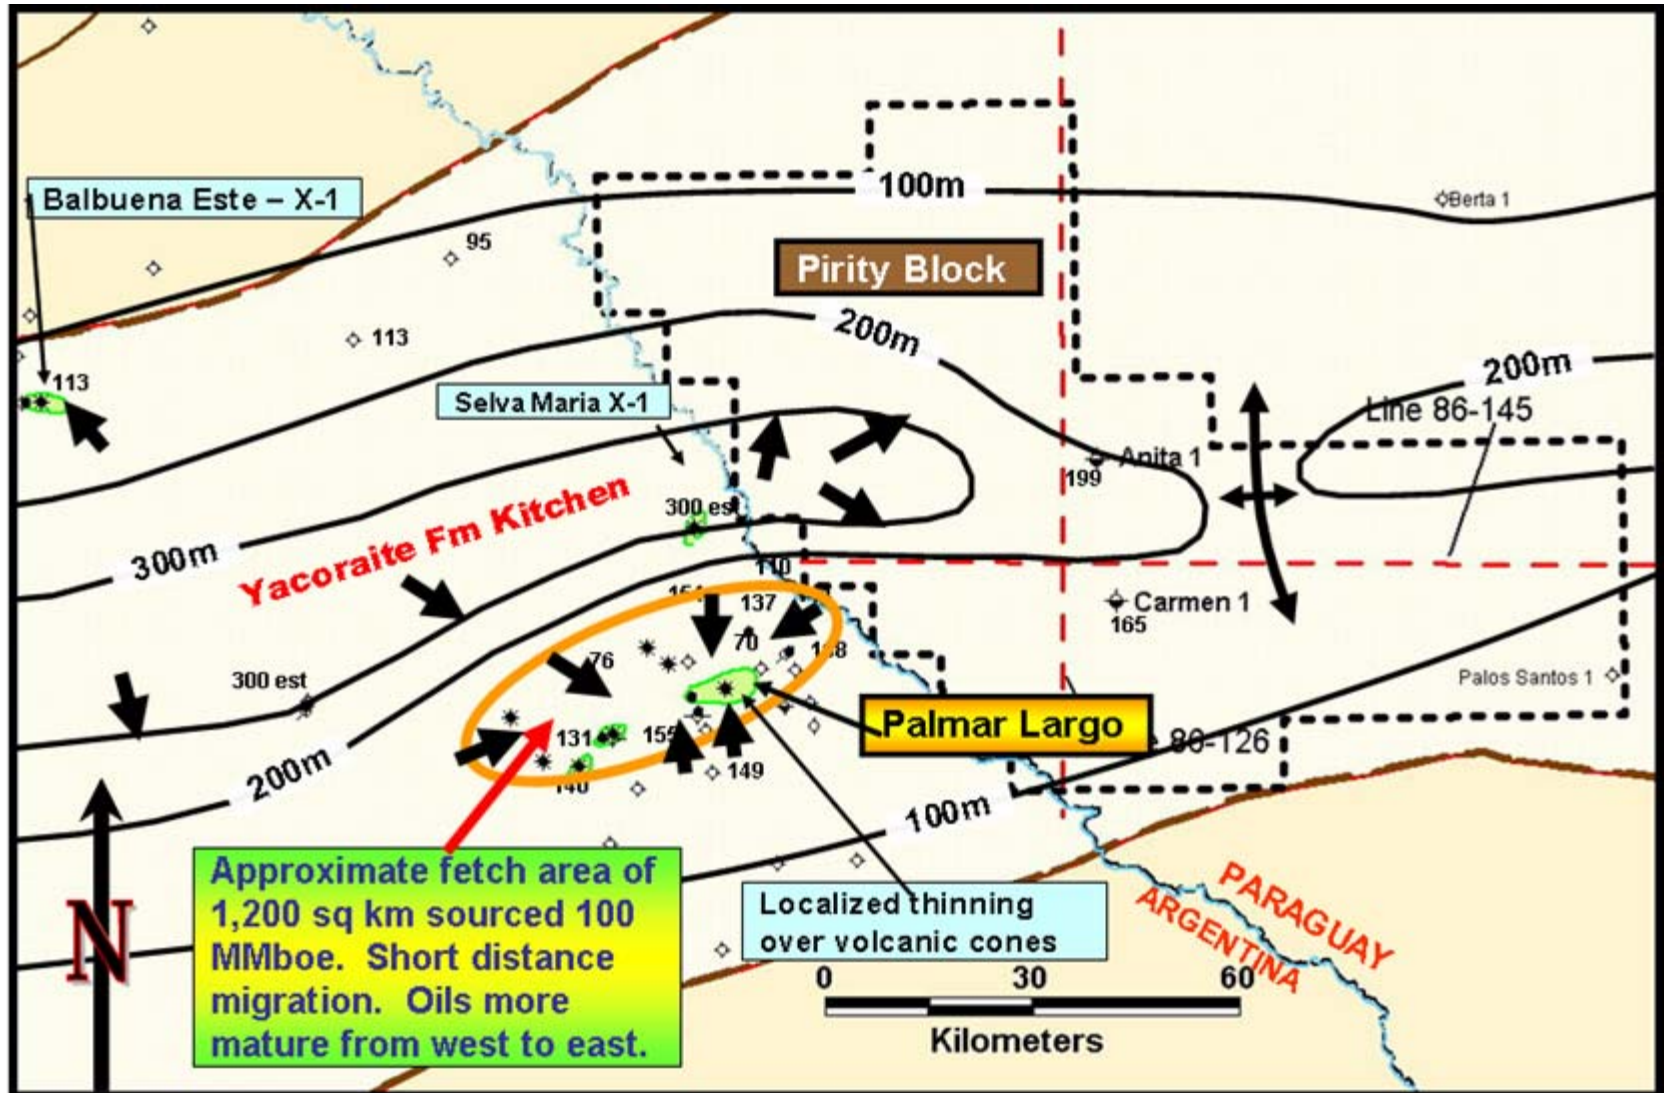 Balbuena Este – X-1
100m
Berta 1
95
Pirity Block
113
200m
113
200m
Line 86-145
Selva Maria X-1
Anita 1
199
300 est
Yacoraite Fm Kitchen
300m
110
137
Carmen 1
165
70
76
300 est
Palos Santos 1
Palmar Largo
131
155
86-126
149
140
200m
100m
Approximate fetch area of
1,200 sq km sourced 100
MMboe. Short distance
migration. Oils more
mature from west to east.
Localized thinning
over volcanic cones
PARAGUAY
ARGENTINA
N
0 30 60
Kilometers